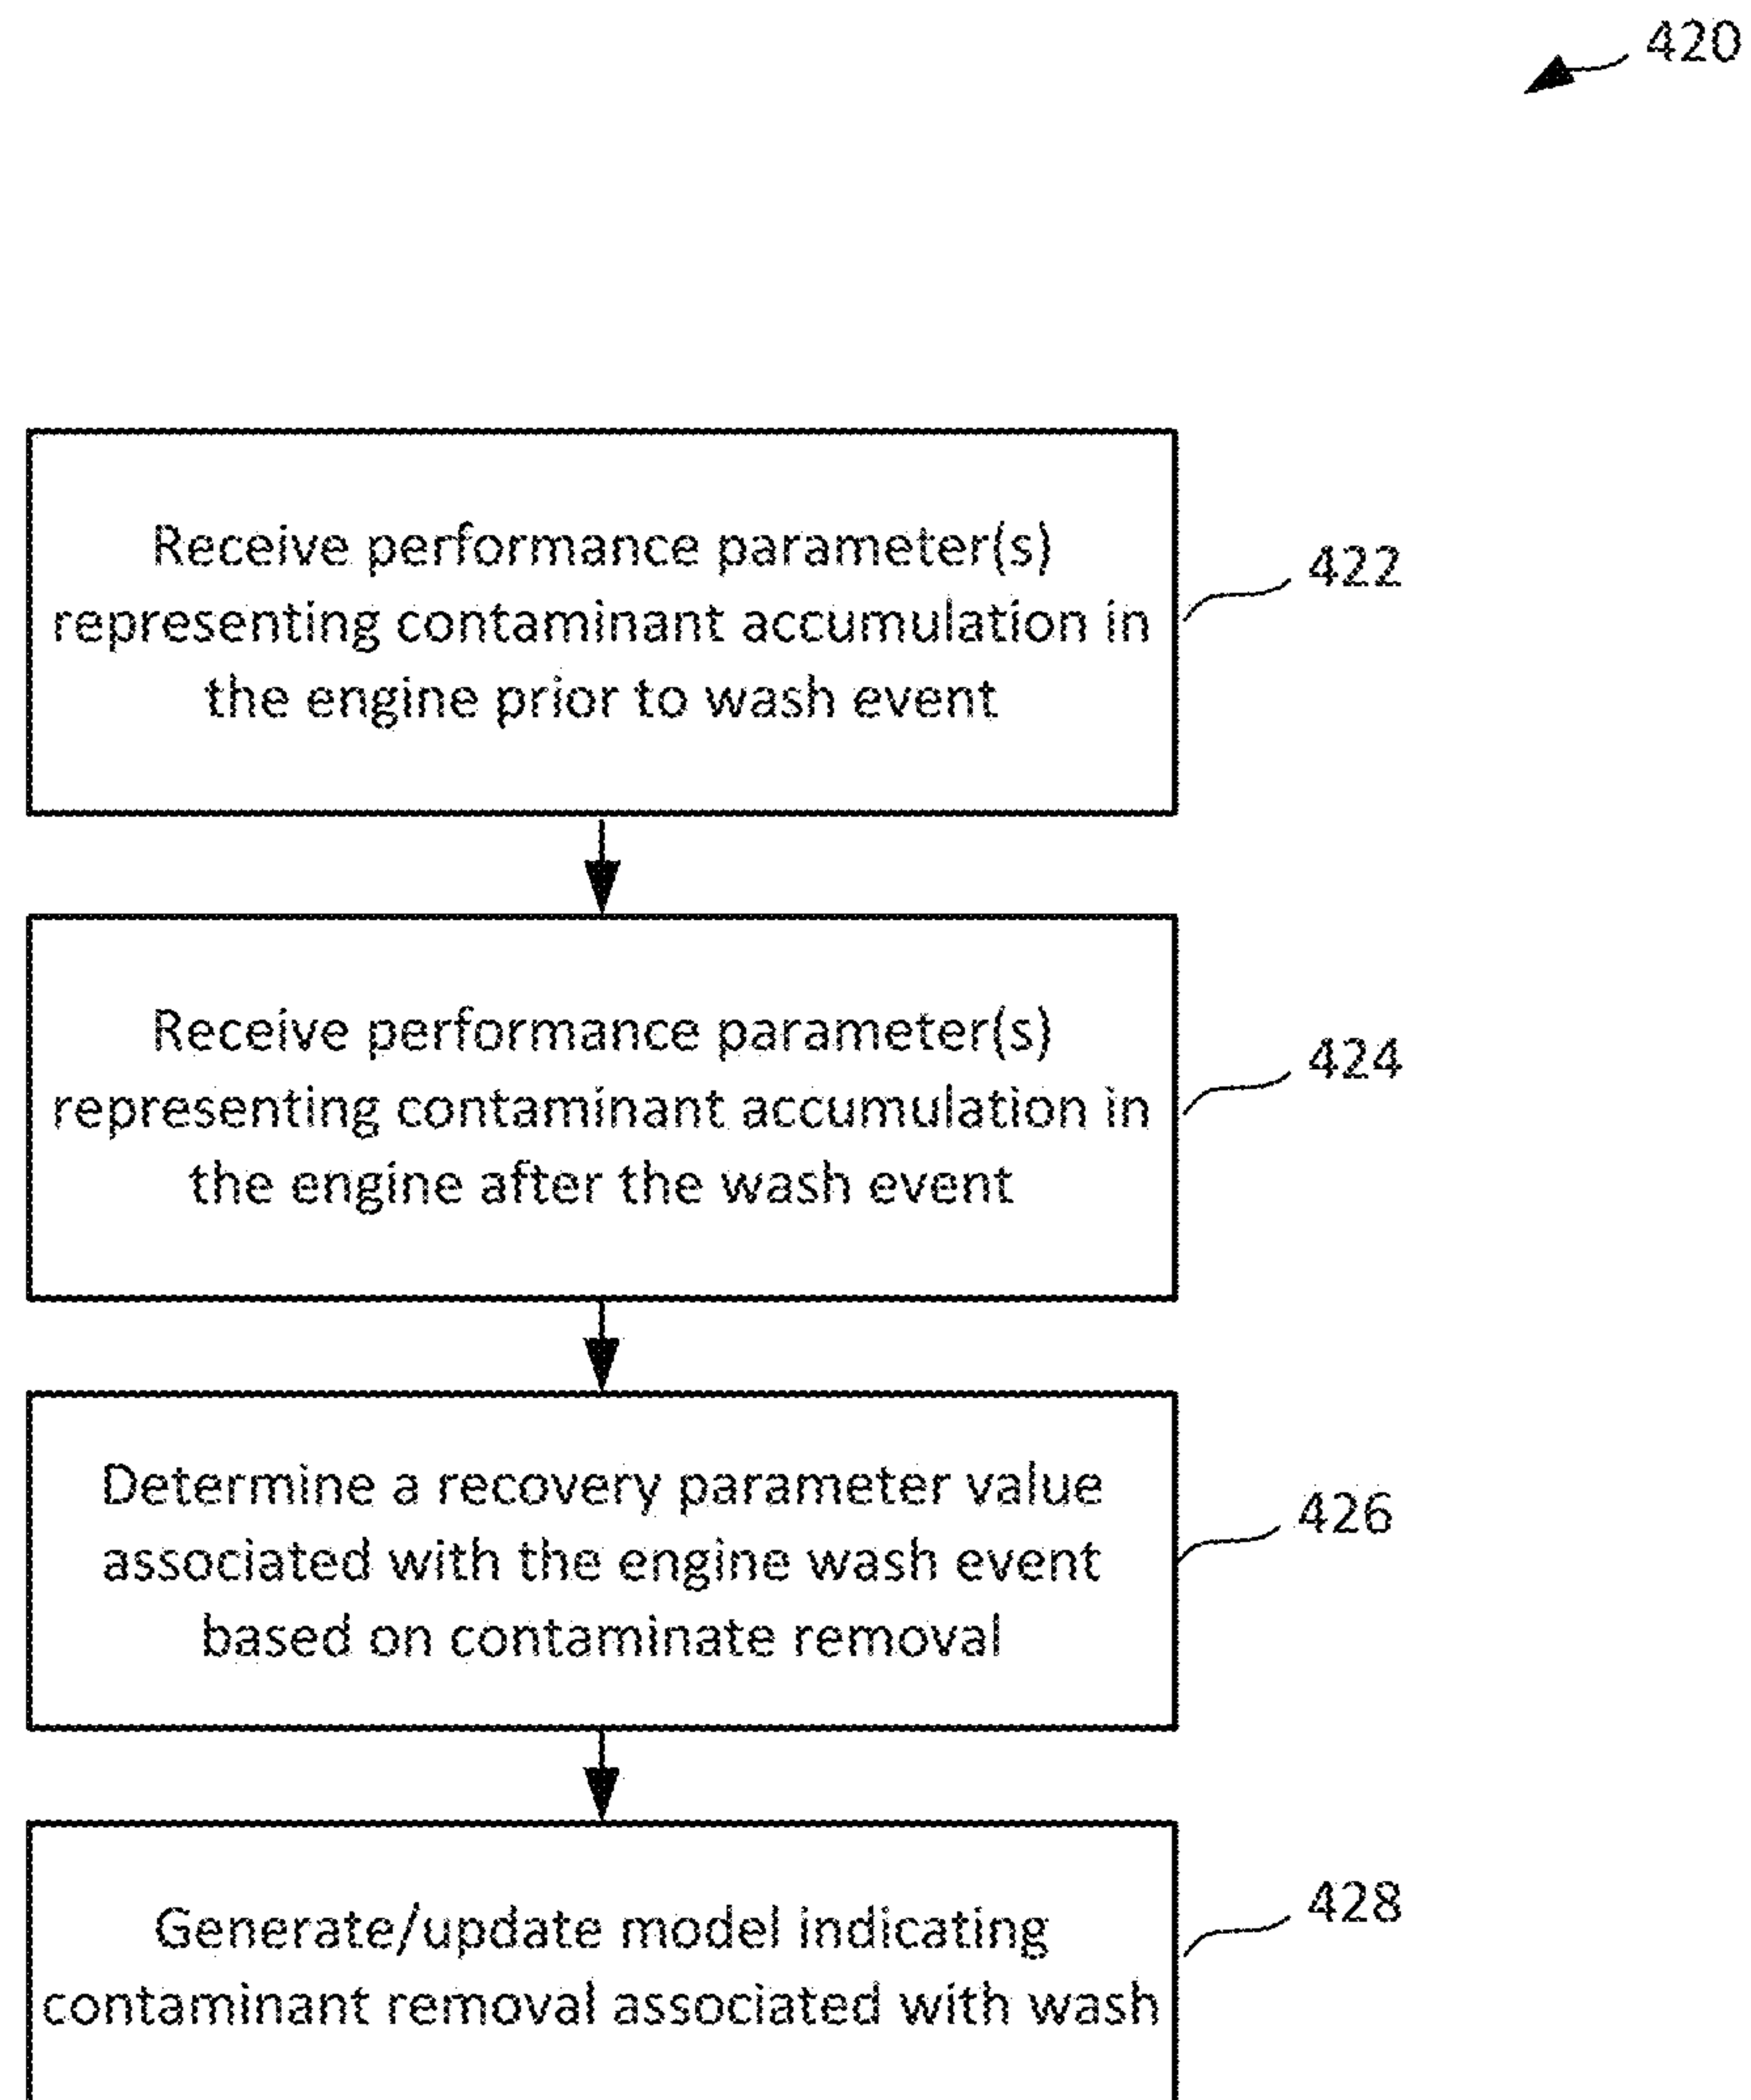 420
Receive performance parameter(s)
representing contaminant accumulation in
the engine prior to wash event
422
Receive performance parameter(s)
representing contaminant accumulation in
the engine after the wash event
424
Determine a recovery parameter value
associated with the engine wash event
based on contaminate removal
426
Generate/update model indicating
contaminant removal associated with wash
428